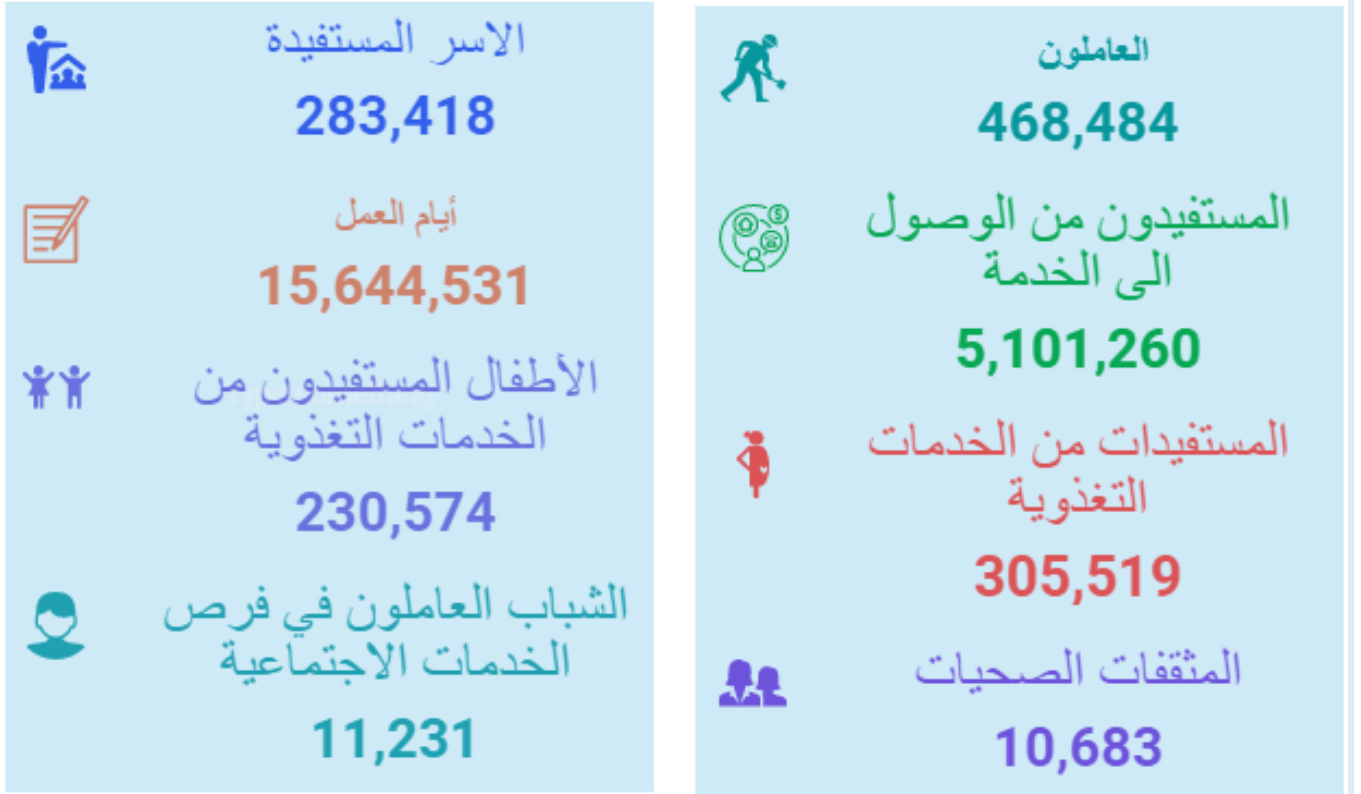 العاملون
468,484
المستفيدون من الوصول
الى الخدمة
5,101,260
المستفيدات من الخدمات
التغذوية
305,519
المثقفات الصحيات
10,683
الاسر المستفيدة
283,418
أيام العمل
15,644,531
الأطفال المستفيدون من
الخدمات التغذوية
230,574
الشباب العاملون في فرص
الخدمات الاجتماعية
11,231